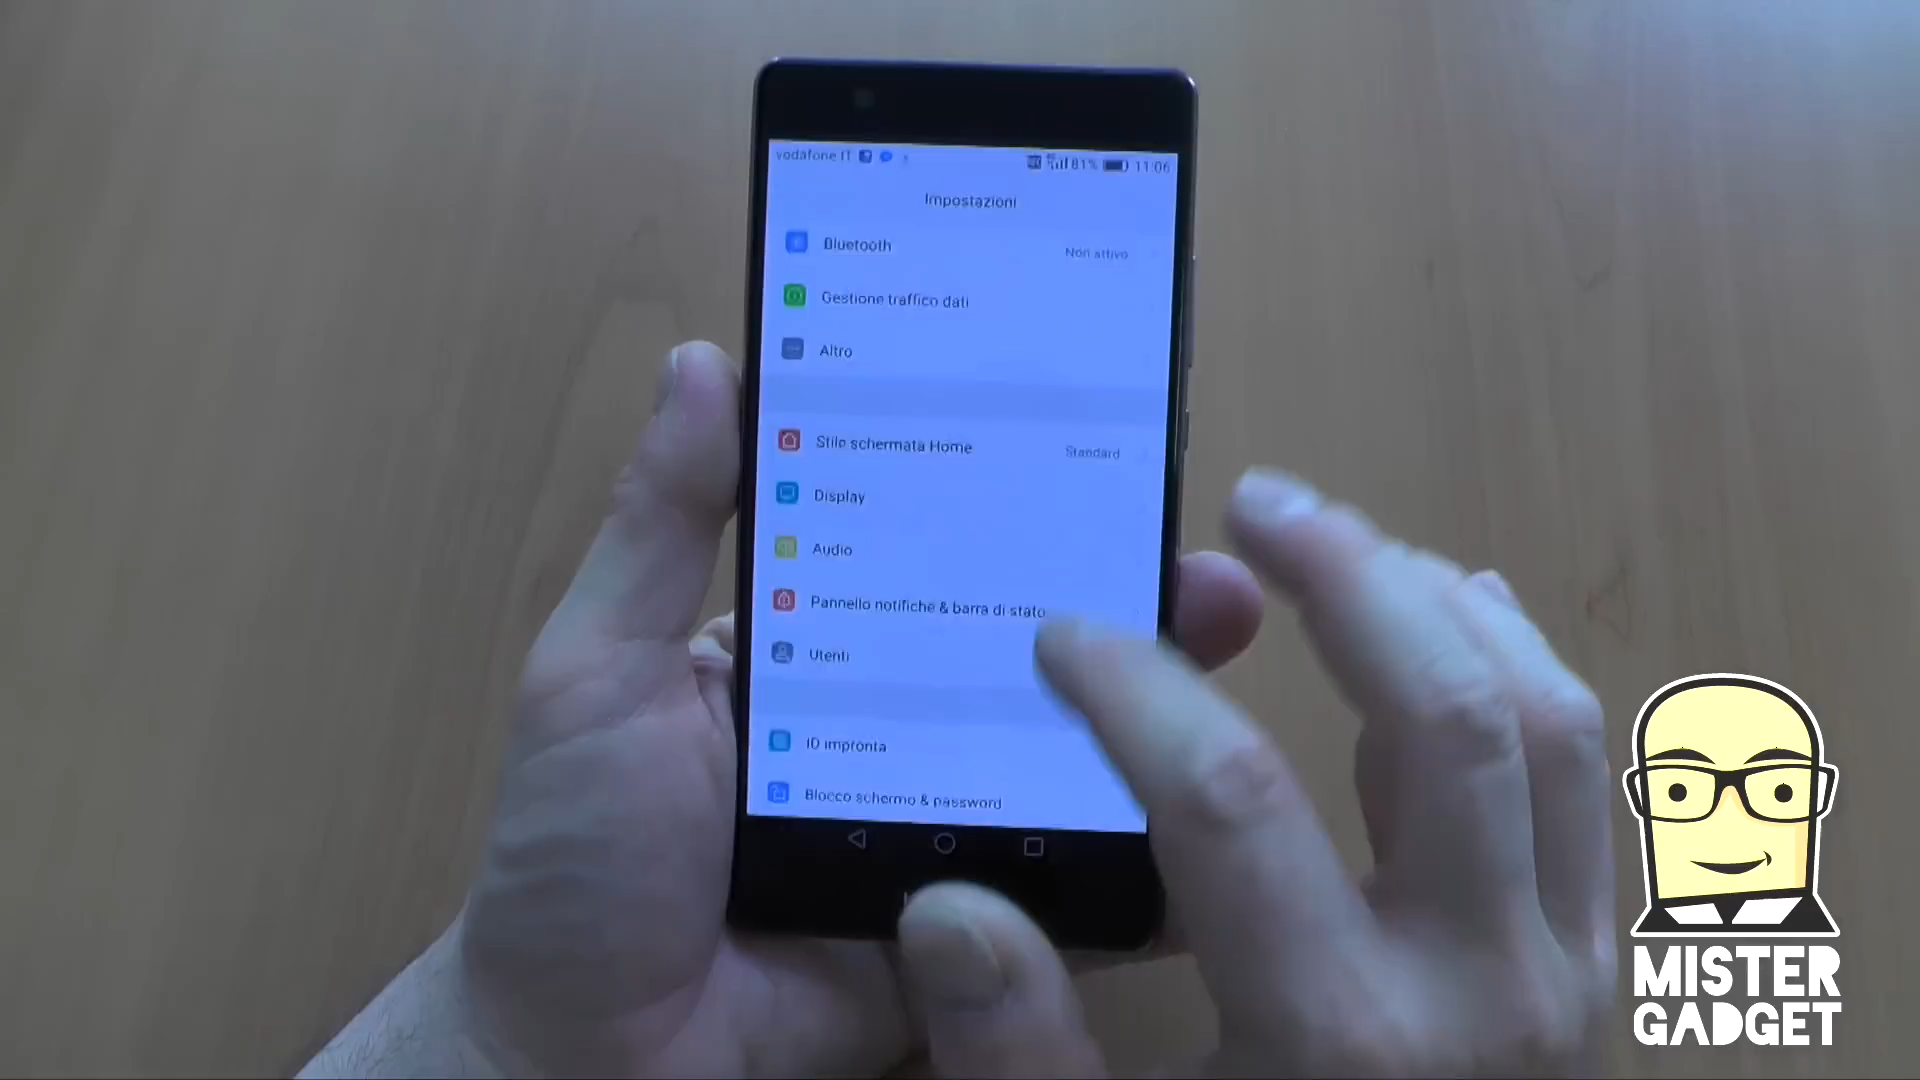 vodafone IT
81% 11:06
Impostazioni
Bluetooth Non attivo
Gestione traffico dati
Altro
Stile schermata Home Standard
Display
Audio
Pannello notifiche & barra di stato
Utenti
ID impronta
Blocco schermo & password
MISTER
GADGET